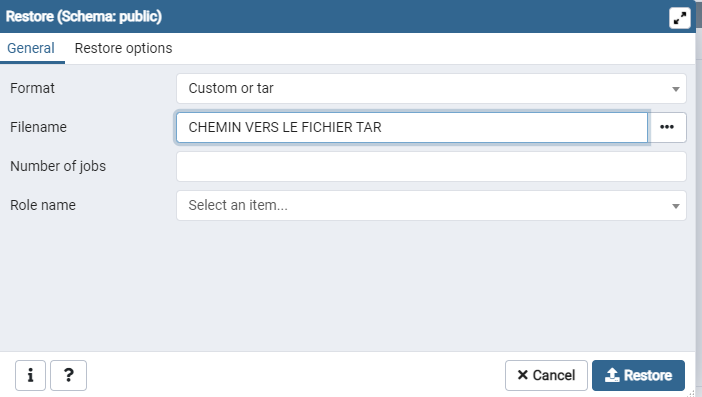 Restore (Schema: public)
General Restore options
Format Custom or tar
Filename CHEMIN VERS LE FICHIER TAR •••
Number of jobs
Role name Select an item...
i ? × Cancel Restore